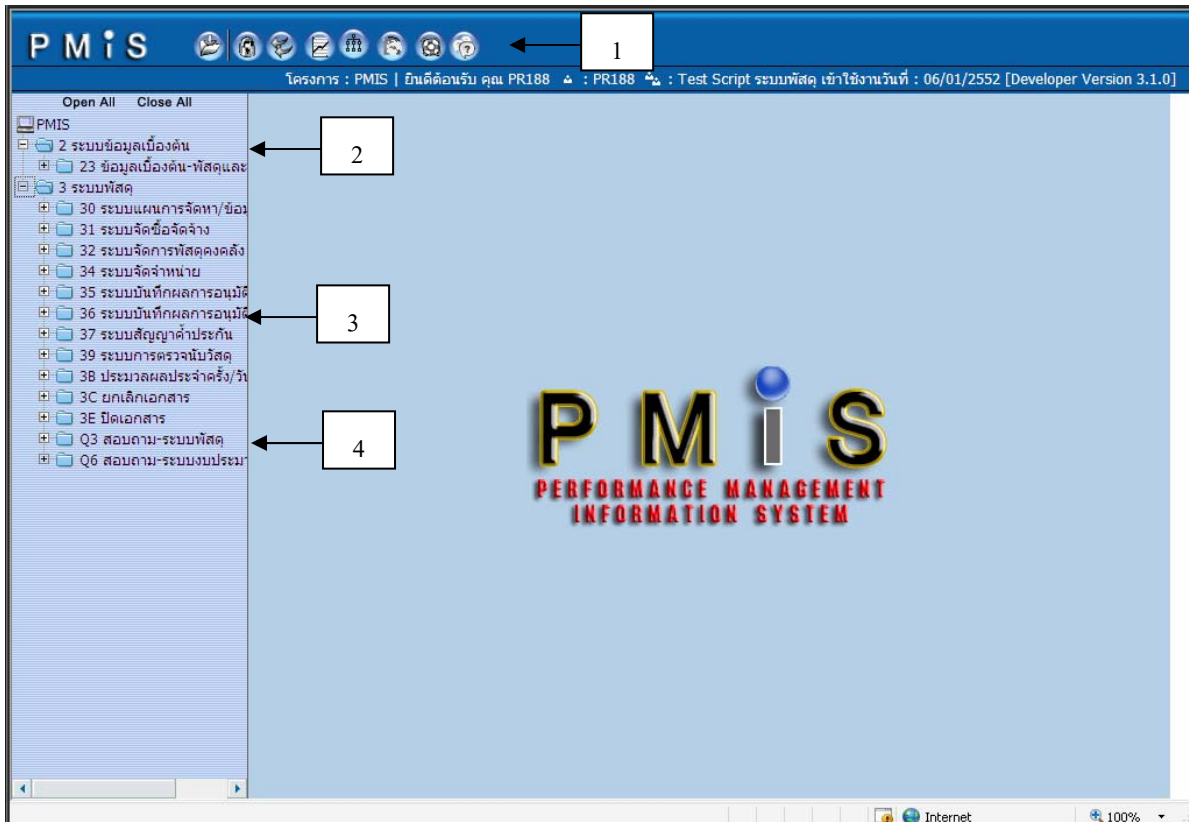 PMiS
1
โครงการ : PMIS | ยินดีต้อนรับ คุณ PR188 : PR188 : Test Script ระบบพัสดุ เข้าใช้งานวันที่ : 06/01/2552 [Developer Version 3.1.0]
Open All Close All
PMIS
2 ระบบข้อมูลเบื้องต้น
2
23 ข้อมูลเบื้องต้น-พัสดุและ
3 ระบบพัสดุ
30 ระบบแผนการจัดหา/ข้อมู
31 ระบบจัดซื้อจัดจ้าง
32 ระบบจัดการพัสดุคงคลัง
34 ระบบจัดจำหน่าย
35 ระบบบันทึกผลการอนุมัติ
36 ระบบบันทึกผลการอนุมัติ
3
37 ระบบสัญญาค้ำประกัน
39 ระบบการตรวจนับวัสดุ
3B ประมวลผลประจำครั้ง/วัน
3C ยกเลิกเอกสาร
3E ปิดเอกสาร
Q3 สอบถาม-ระบบพัสดุ
4
Q6 สอบถาม-ระบบงบประมา
PMiS
PERFORMANCE MANAGEMENT
INFORMATION SYSTEM
Internet
100%